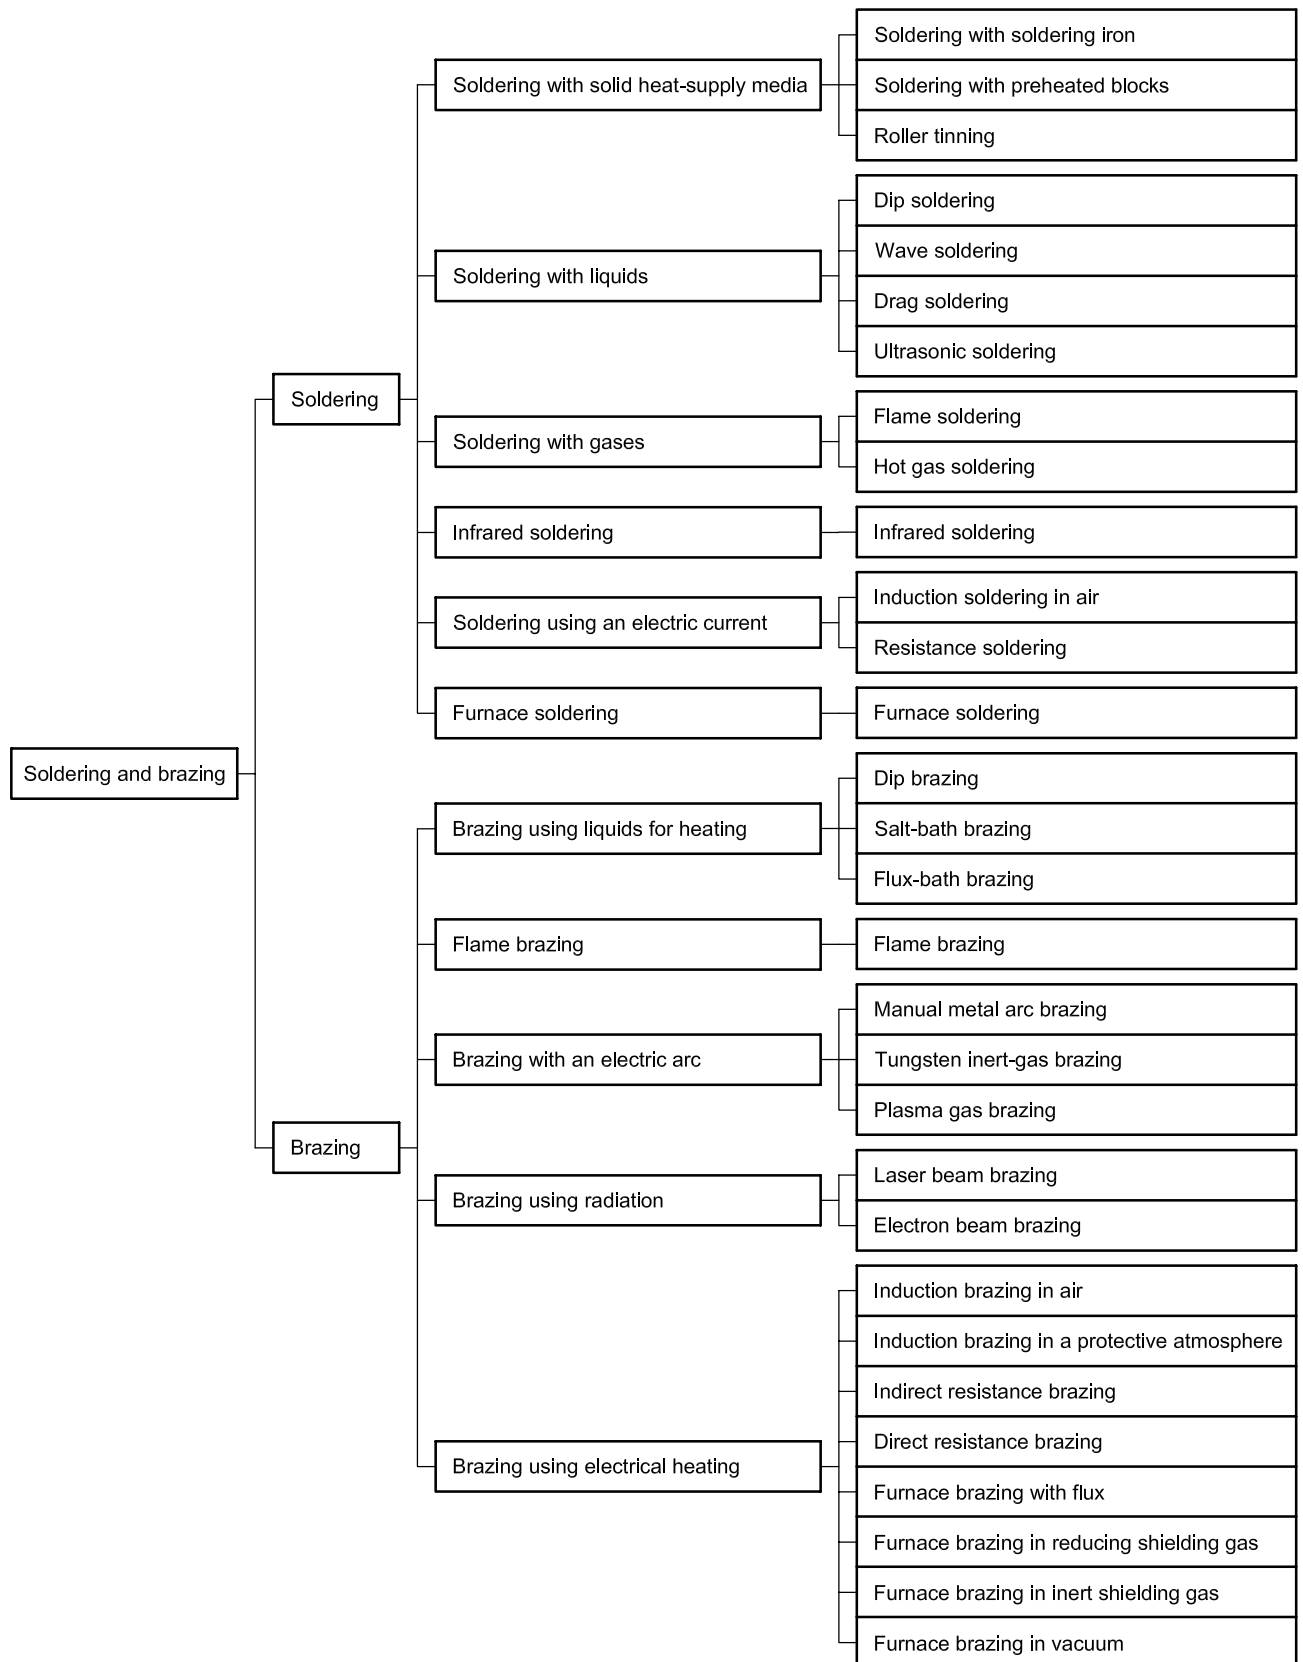 Soldering and brazing
Soldering
Soldering with solid heat-supply media
Soldering with soldering iron
Soldering with preheated blocks
Roller tinning
Soldering with liquids
Dip soldering
Wave soldering
Drag soldering
Ultrasonic soldering
Soldering with gases
Flame soldering
Hot gas soldering
Infrared soldering
Infrared soldering
Soldering using an electric current
Induction soldering in air
Resistance soldering
Furnace soldering
Furnace soldering
Brazing
Brazing using liquids for heating
Dip brazing
Salt-bath brazing
Flux-bath brazing
Flame brazing
Flame brazing
Brazing with an electric arc
Manual metal arc brazing
Tungsten inert-gas brazing
Plasma gas brazing
Brazing using radiation
Laser beam brazing
Electron beam brazing
Brazing using electrical heating
Induction brazing in air
Induction brazing in a protective atmosphere
Indirect resistance brazing
Direct resistance brazing
Furnace brazing with flux
Furnace brazing in reducing shielding gas
Furnace brazing in inert shielding gas
Furnace brazing in vacuum